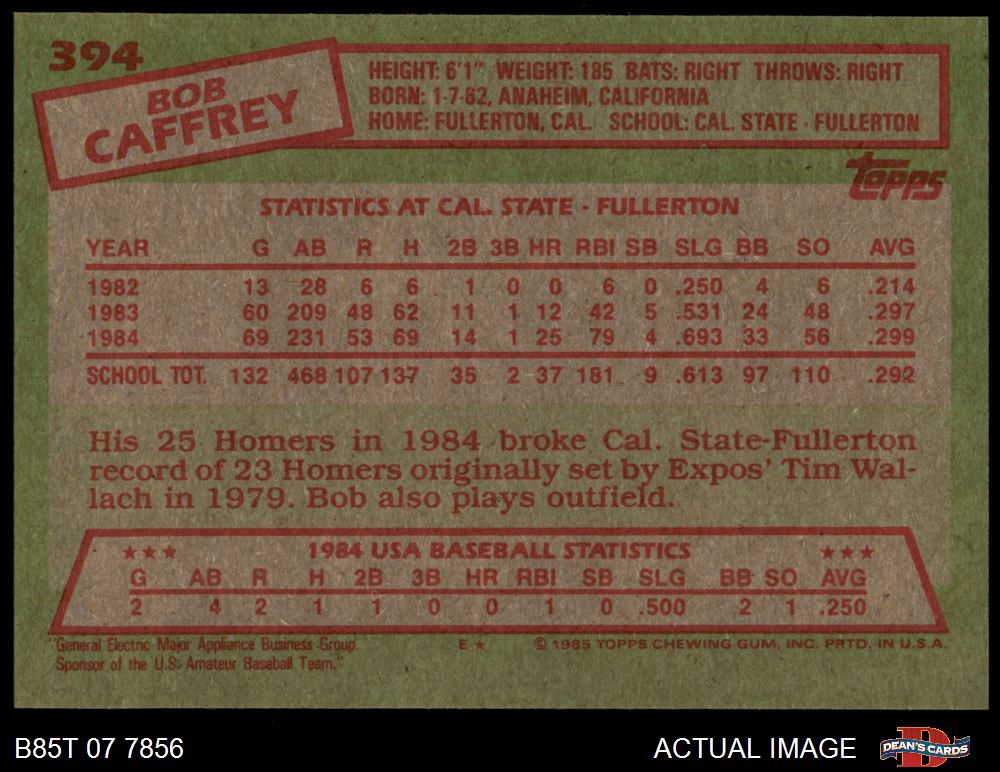 394
BOB
CAFFREY
HEIGHT: 6'1" WEIGHT: 185 BATS: RIGHT THROWS: RIGHT
BORN: 1-7-62, ANAHEIM, CALIFORNIA
HOME: FULLERTON, CAL. SCHOOL: CAL. STATE - FULLERTON
topps
STATISTICS AT CAL. STATE - FULLERTON
YEAR G AB R H 2B 3B HR RBI SB SLG BB SO AVG
1982 13 28 6 6 1 0 0 6 0 .250 4 6 .214
1983 60 209 48 62 11 1 12 42 5 .531 24 48 .297
1984 69 231 53 69 14 1 25 79 4 .693 33 56 .299
SCHOOL TOT. 132 468 107 137 35 2 37 181 9 .613 97 110 .292
His 25 Homers in 1984 broke Cal. State-Fullerton
record of 23 Homers originally set by Expos' Tim Wal-
lach in 1979. Bob also plays outfield.
★★★ 1984 USA BASEBALL STATISTICS ★★★
G AB R H 2B 3B HR RBI SB SLG BB SO AVG
2 4 2 1 1 0 0 1 0 .500 2 1 .250
"General Electric Major Appliance Business Group.
Sponsor of the U.S. Amateur Baseball Team."
E ★ © 1985 TOPPS CHEWING GUM, INC. PRTD. IN U.S.A.
B85T 07 7856
ACTUAL IMAGE
D
DEAN'S CARDS